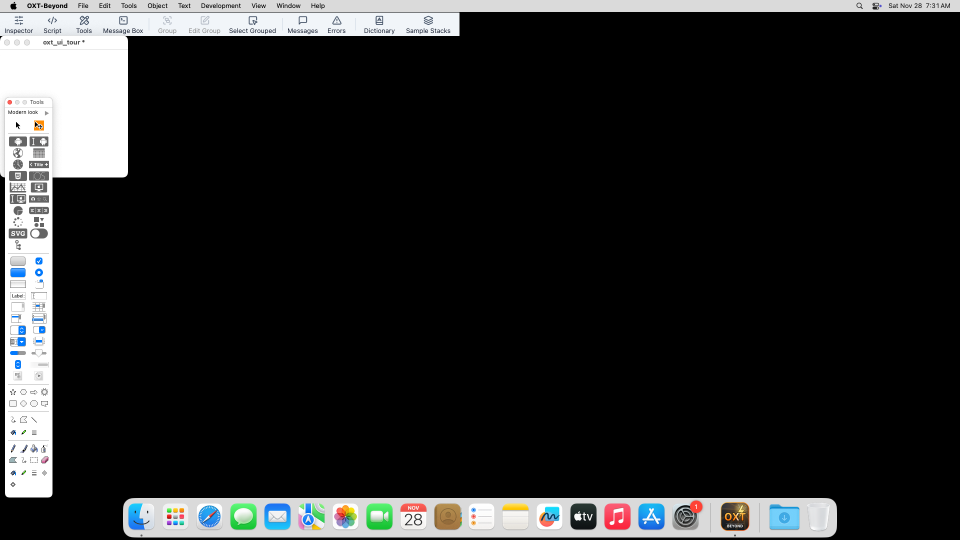 OXT-Beyond File Edit Tools Object Text Development View Window Help Sat Nov 28 7:31 AM
Inspector Script Tools Message Box Group Edit Group Select Grouped Messages Errors Dictionary Sample Stacks
oxt_ui_tour *
Tools
Modern look
Title
SVG
Label:
NOV
28
tv
1
OXT
BEYOND